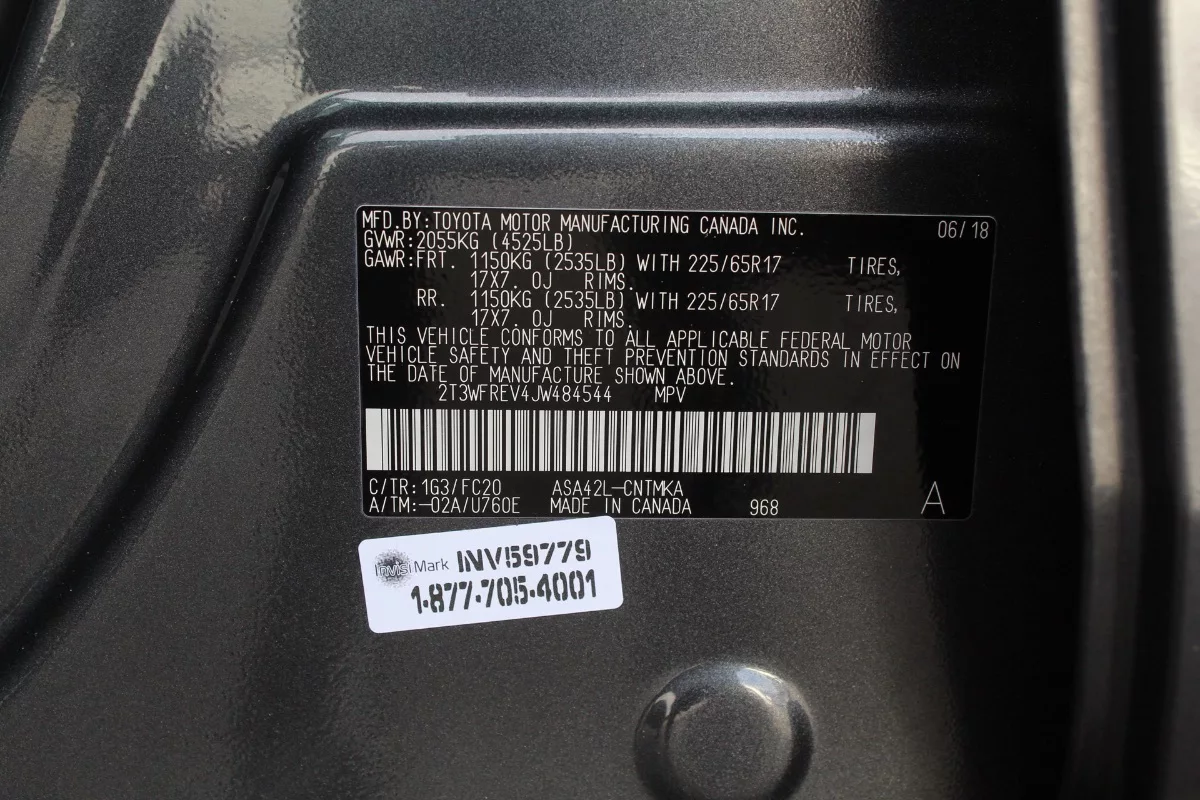 MFD.BY:TOYOTA MOTOR MANUFACTURING CANADA INC. 06/18
GVWR:2055KG (4525LB)
GAWR:FRT. 1150KG (2535LB) WITH 225/65R17 TIRES,
17X7. 0J RIMS.
RR. 1150KG (2535LB) WITH 225/65R17 TIRES,
17X7. 0J RIMS.
THIS VEHICLE CONFORMS TO ALL APPLICABLE FEDERAL MOTOR
VEHICLE SAFETY AND THEFT PREVENTION STANDARDS IN EFFECT ON
THE DATE OF MANUFACTURE SHOWN ABOVE.
2T3WFREV4JW484544 MPV
C/TR:1G3/FC20 ASA42L-CNTMKA
A/TM:-02A/U760E MADE IN CANADA 968 A
InvisiMark INV59779
1-877-705-4001